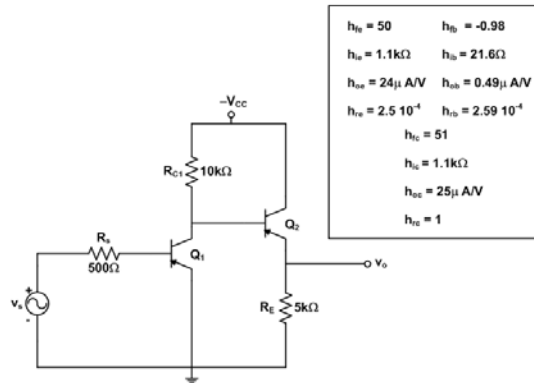 h_fe = 50 h_fb = -0.98
h_ie = 1.1kΩ h_ib = 21.6Ω
h_oe = 24μ A/V h_ob = 0.49μ A/V
h_re = 2.5 10⁻⁴ h_rb = 2.59 10⁻⁴
h_fc = 51
h_ic = 1.1kΩ
h_oc = 25μ A/V
h_rc = 1
–V_CC
R_C1 10kΩ
Q₂
R_s
500Ω
Q₁
v_o
v_s + -
R_E 5kΩ